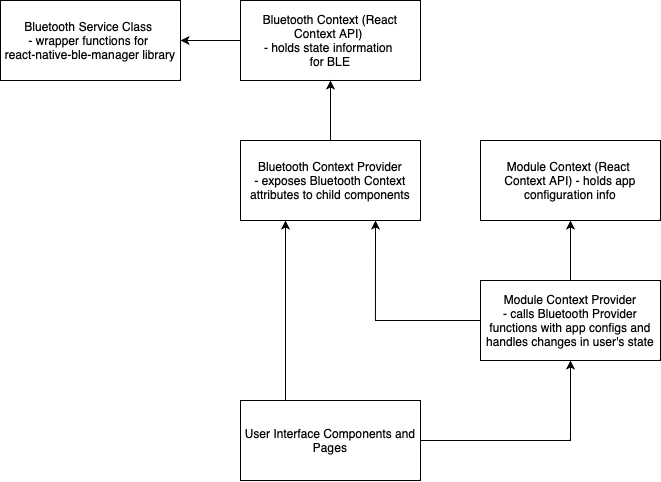 Bluetooth Service Class
- wrapper functions for
react-native-ble-manager library
Bluetooth Context (React
Context API)
- holds state information
for BLE
Bluetooth Context Provider
- exposes Bluetooth Context
attributes to child components
Module Context (React
Context API) - holds app
configuration info
Module Context Provider
- calls Bluetooth Provider
functions with app configs and
handles changes in user's state
User Interface Components and
Pages